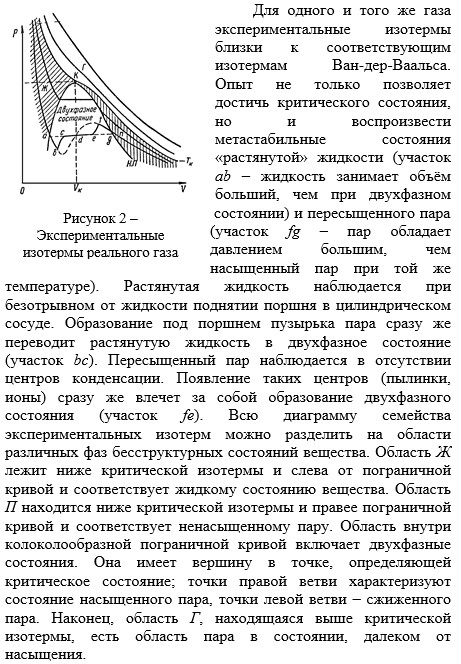 P
Г
К
Ж
Двухфазное
состояние
a
c
d
e
f
g
b
НП
Tк
0
Vк
V
Рисунок 2 –
Экспериментальные
изотермы реального газа
Для одного и того же газа
экспериментальные изотермы
близки к соответствующим
изотермам Ван-дер-Ваальса.
Опыт не только позволяет
достичь критического состояния,
но и воспроизвести
метастабильные состояния
«растянутой» жидкости (участок
ab – жидкость занимает объём
больший, чем при двухфазном
состоянии) и пересыщенного пара
(участок fg – пар обладает
давлением большим, чем
насыщенный пар при той же
температуре). Растянутая жидкость наблюдается при
безотрывном от жидкости поднятии поршня в цилиндрическом
сосуде. Образование под поршнем пузырька пара сразу же
переводит растянутую жидкость в двухфазное состояние
(участок bc). Пересыщенный пар наблюдается в отсутствии
центров конденсации. Появление таких центров (пылинки,
ионы) сразу же влечет за собой образование двухфазного
состояния (участок fe). Всю диаграмму семейства
экспериментальных изотерм можно разделить на области
различных фаз бесструктурных состояний вещества. Область Ж
лежит ниже критической изотермы и слева от пограничной
кривой и соответствует жидкому состоянию вещества. Область
П находится ниже критической изотермы и правее пограничной
кривой и соответствует ненасыщенному пару. Область внутри
колоколообразной пограничной кривой включает двухфазные
состояния. Она имеет вершину в точке, определяющей
критическое состояние; точки правой ветви характеризуют
состояние насыщенного пара, точки левой ветви – сжиженного
пара. Наконец, область Г, находящаяся выше критической
изотермы, есть область пара в состоянии, далеком от
насыщения.